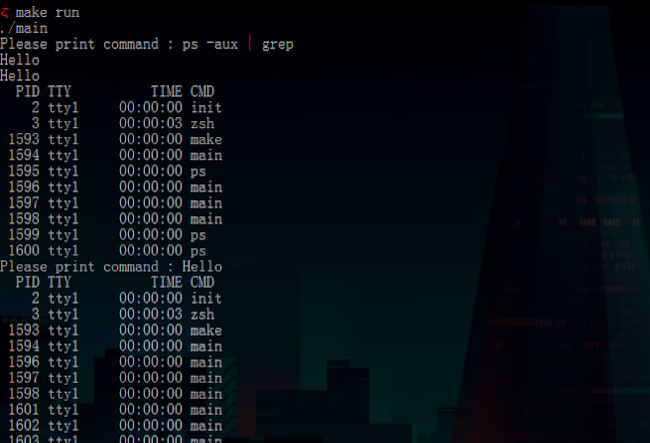 ζ make run
./main
Please print command : ps -aux | grep
Hello
Hello
PID TTY TIME CMD
2 tty1 00:00:00 init
3 tty1 00:00:03 zsh
1593 tty1 00:00:00 make
1594 tty1 00:00:00 main
1595 tty1 00:00:00 ps
1596 tty1 00:00:00 main
1597 tty1 00:00:00 main
1598 tty1 00:00:00 main
1599 tty1 00:00:00 ps
1600 tty1 00:00:00 ps
Please print command : Hello
PID TTY TIME CMD
2 tty1 00:00:00 init
3 tty1 00:00:03 zsh
1593 tty1 00:00:00 make
1594 tty1 00:00:00 main
1596 tty1 00:00:00 main
1597 tty1 00:00:00 main
1598 tty1 00:00:00 main
1601 tty1 00:00:00 main
1602 tty1 00:00:00 main
1603 tty1 00:00:00 main